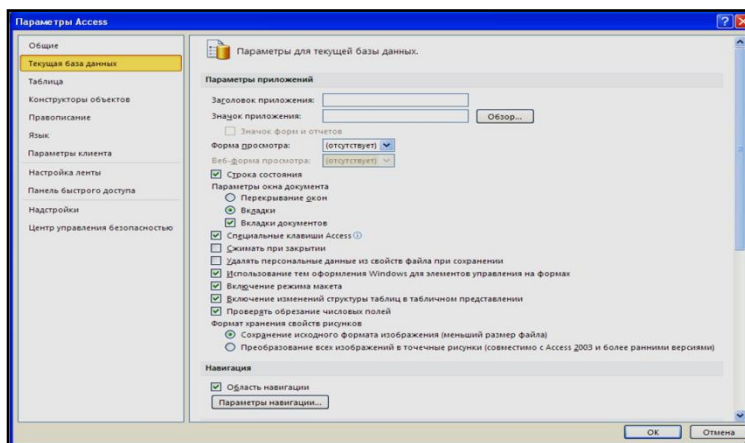 Параметры Access
Общие
Текущая база данных
Таблица
Конструкторы объектов
Правописание
Язык
Параметры клиента
Настройка ленты
Панель быстрого доступа
Надстройки
Центр управления безопасностью
Параметры для текущей базы данных.
Параметры приложений
Заголовок приложения:
Значок приложения:
Обзор...
Значок форм и отчетов
Форма просмотра: (отсутствует)
Веб-форма просмотра: (отсутствует)
Строка состояния
Параметры окна документа
Перекрывание окон
Вкладки
Вкладки документов
Специальные клавиши Access
Сжимать при закрытии
Удалять персональные данные из свойств файла при сохранении
Использование тем оформления Windows для элементов управления на формах
Включение режима макета
Включение изменений структуры таблиц в табличном представлении
Проверять обрезание числовых полей
Формат хранения свойств рисунков
Сохранение исходного формата изображения (меньший размер файла)
Преобразование всех изображений в точечные рисунки (совместимо с Access 2003 и более ранними версиями)
Навигация
Область навигации
Параметры навигации...
ОК
Отмена